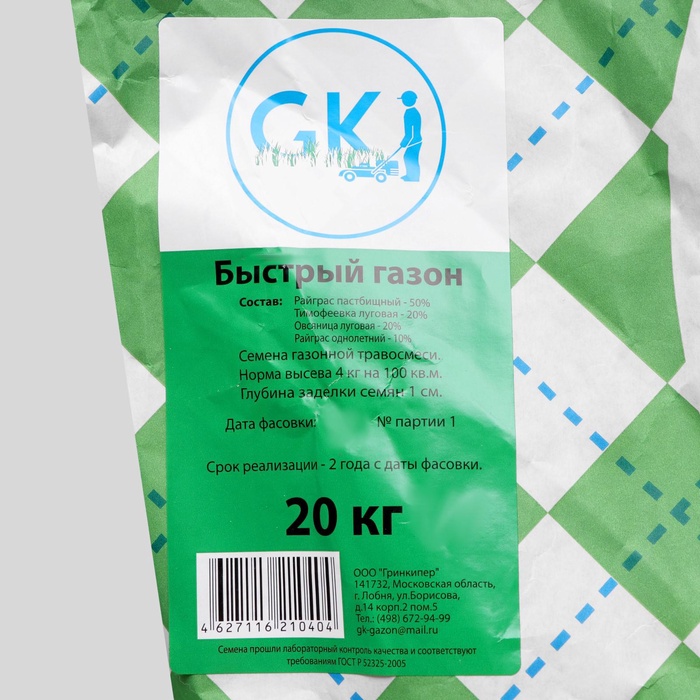 GK
Быстрый газон
Состав: Райграс пастбищный - 50%
Тимофеевка луговая - 20%
Овсяница луговая - 20%
Райграс однолетний - 10%
Семена газонной травосмеси.
Норма высева 4 кг на 100 кв.м.
Глубина заделки семян 1 см.
Дата фасовки: № партии 1
Срок реализации - 2 года с даты фасовки.
20 кг
4 627116 210404
ООО "Гринкипер"
141732, Московская область,
г. Лобня, ул.Борисова,
д.14 корп.2 пом.5
Тел.: (498) 672-94-99
gk-gazon@mail.ru
Семена прошли лабораторный контроль качества и соответствуют
требованиям ГОСТ Р 52325-2005